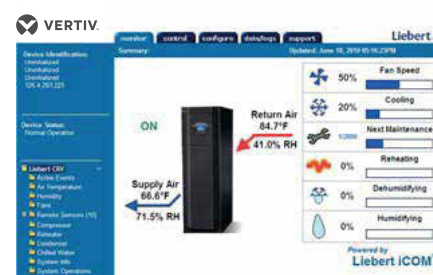 VERTIV
monitor control configure data/logs support Liebert
Summary: Updated: June 18, 2010 05:16:23PM
Device Identification:
Uninitialized
Uninitialized
Uninitialized
Device Status:
Normal Operation
Liebert CRV
Active Events
Air Temperature
Humidity
Fans
Remote Sensors (10)
Compressor
Reheater
Condenser
Chilled Water
System Info
System Operations
ON
Return Air
84.7°F
41.0% RH
Supply Air
66.6°F
71.5% RH
50% Fan Speed
20% Cooling
Next Maintenance
0% Reheating
0% Dehumidifying
0% Humidifying
Powered by
Liebert iCOM